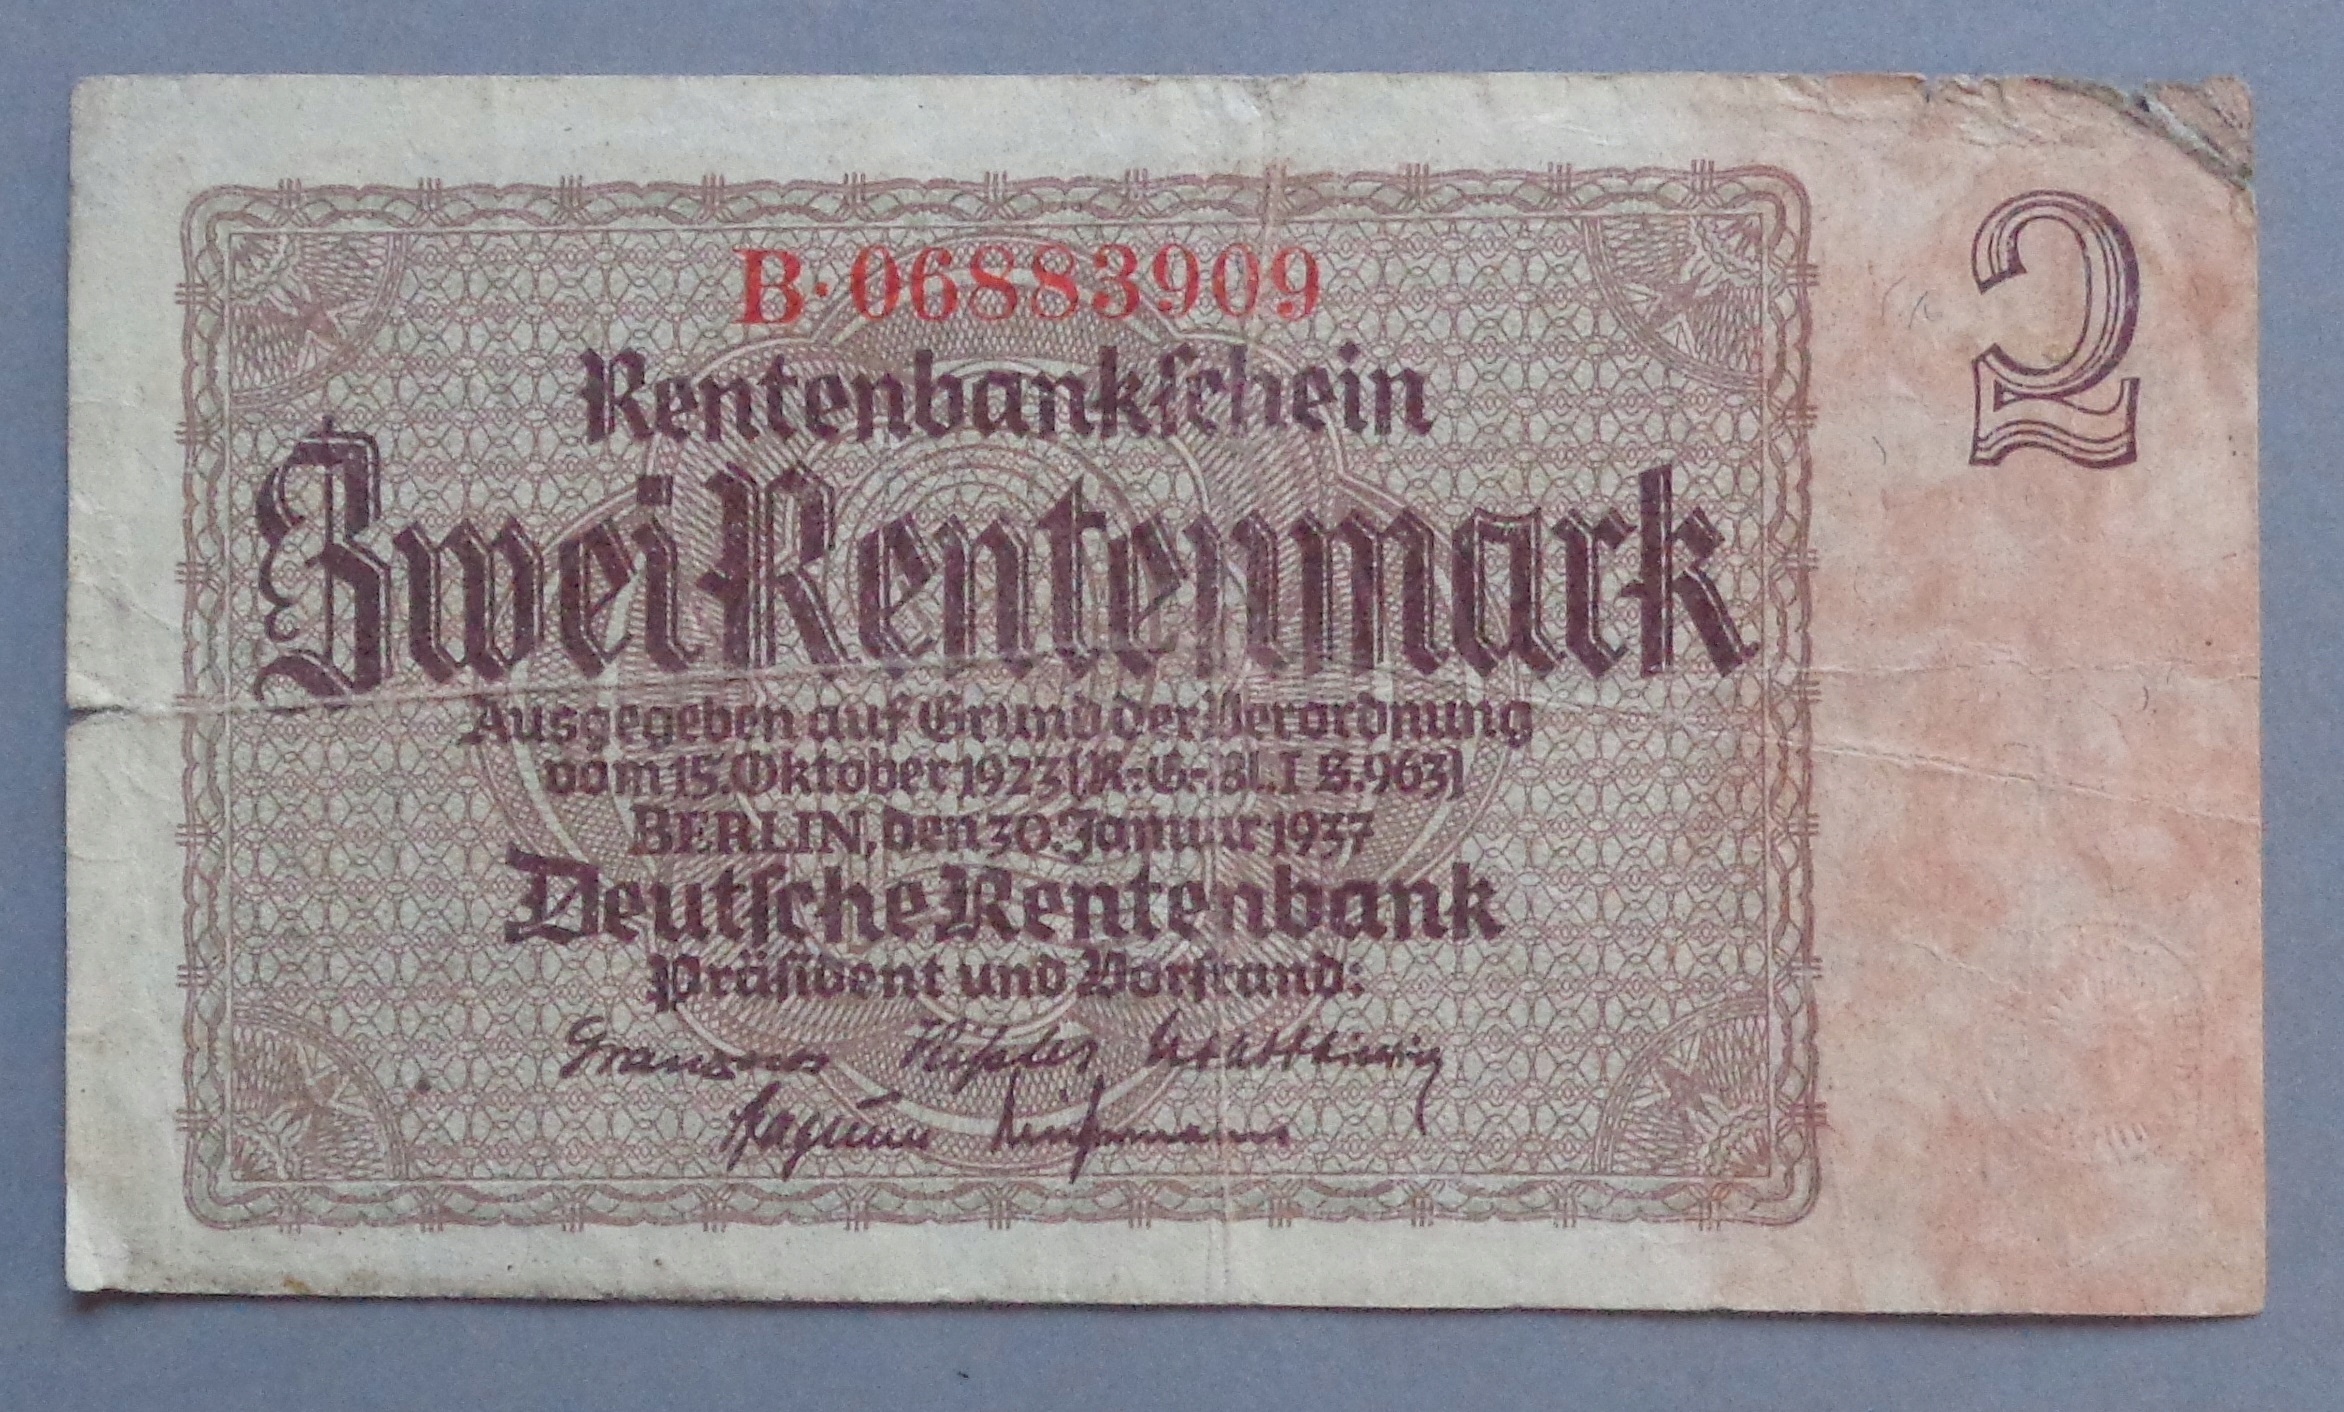 B·06883909
2
Rentenbankſchein
Zwei Rentenmark
Ausgegeben auf Grund der Verordnung
vom 15. Oktober 1923 (R.-G.-Bl. I S. 963)
BERLIN, den 30. Januar 1937
Deutſche Rentenbank
Präſident und Vorſtand: